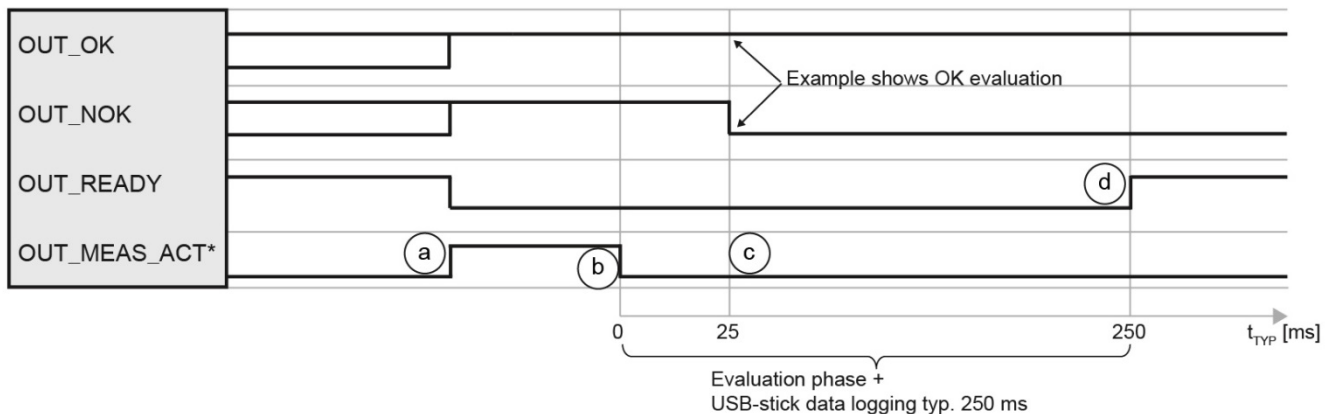 OUT_OK
Example shows OK evaluation
OUT_NOK
OUT_READY
d
OUT_MEAS_ACT*
a
b
c
0
25
250
tTYP [ms]
Evaluation phase +
USB-stick data logging typ. 250 ms